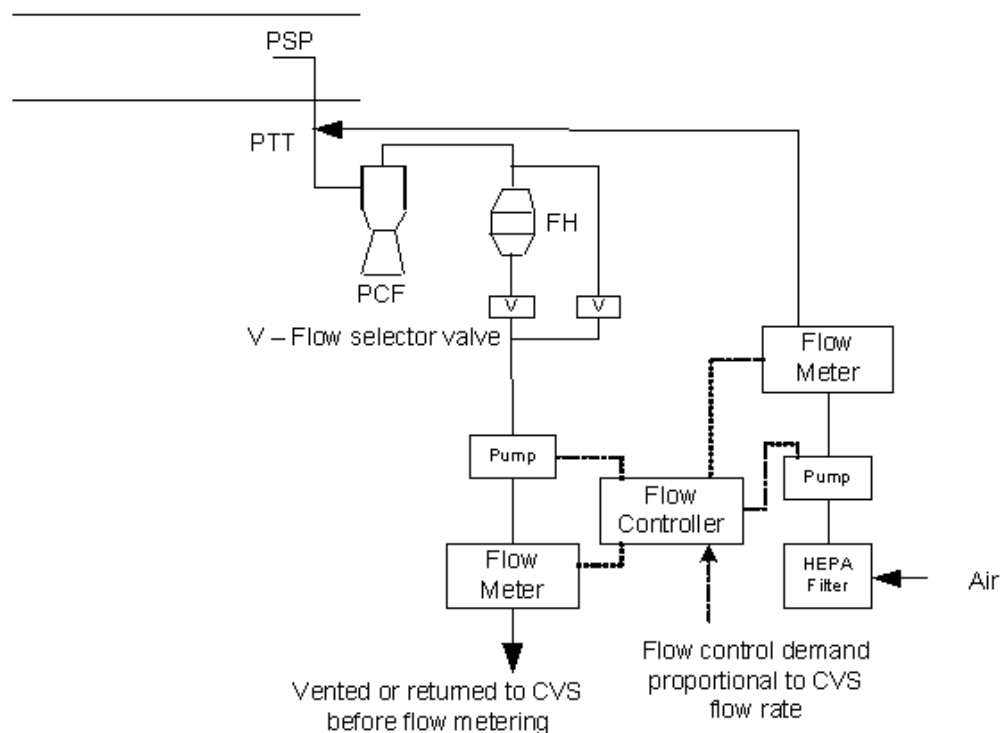 PSP
PTT
FH
PCF
V
V
V – Flow selector valve
Flow
Meter
Pump
Pump
Flow
Controller
Flow
Meter
HEPA
Filter
Air
Flow control demand
proportional to CVS
flow rate
Vented or returned to CVS
before flow metering